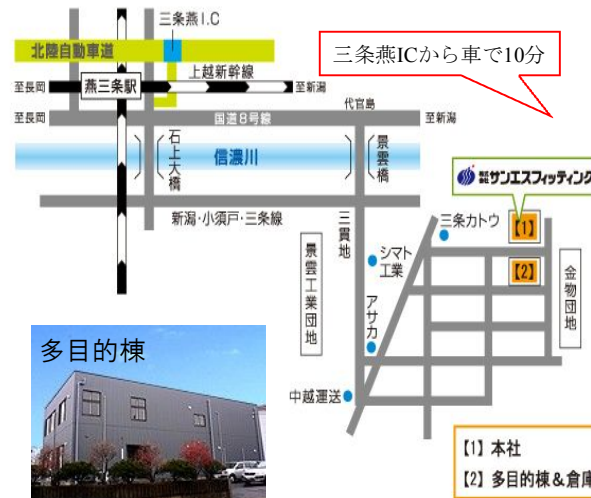 三条燕I.C
北陸自動車道
三条燕ICから車で10分
上越新幹線
至長岡
燕三条駅
至新潟
代官島
至長岡
国道8号線
至新潟
石上大橋
信濃川
景雲橋
株式会社サンエスフィッティング
新潟・小須戸・三条線
三貫地
三条カトウ
【1】
景雲工業団地
シマト
工業
【2】
金物団地
アサカ
多目的棟
中越運送
【1】本社
【2】多目的棟&倉庫